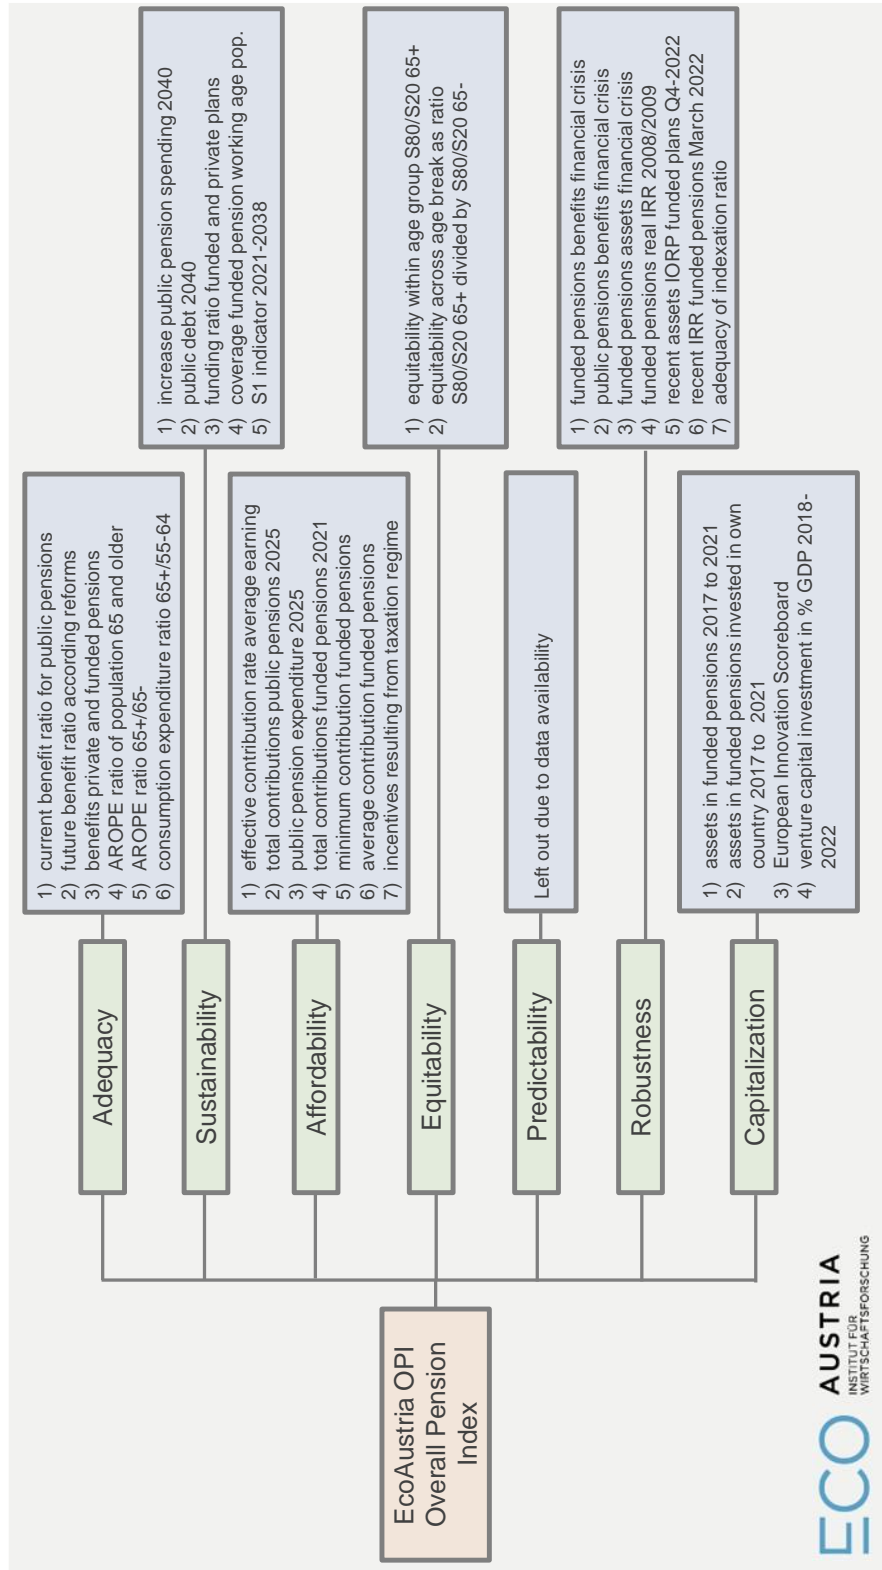 EcoAustria OPI
Overall Pension
Index
Adequacy
1) current benefit ratio for public pensions
2) future benefit ratio according reforms
3) benefits private and funded pensions
4) AROPE ratio of population 65 and older
5) AROPE ratio 65+/65-
6) consumption expenditure ratio 65+/55-64
Sustainability
1) increase public pension spending 2040
2) public debt 2040
3) funding ratio funded and private plans
4) coverage funded pension working age pop.
5) S1 indicator 2021-2038
Affordability
1) effective contribution rate average earning
2) total contributions public pensions 2025
3) public pension expenditure 2025
4) total contributions funded pensions 2021
5) minimum contribution funded pensions
6) average contribution funded pensions
7) incentives resulting from taxation regime
Equitability
1) equitability within age group S80/S20 65+
2) equitability across age break as ratio
S80/S20 65+ divided by S80/S20 65-
Predictability
Left out due to data availability
Robustness
1) funded pensions benefits financial crisis
2) public pensions benefits financial crisis
3) funded pensions assets financial crisis
4) funded pensions real IRR 2008/2009
5) recent assets IORP funded plans Q4-2022
6) recent IRR funded pensions March 2022
7) adequacy of indexation ratio
Capitalization
1) assets in funded pensions 2017 to 2021
2) assets in funded pensions invested in own
country 2017 to 2021
3) European Innovation Scoreboard
4) venture capital investment in % GDP 2018-
2022
ECO AUSTRIA
INSTITUT FÜR
WIRTSCHAFTSFORSCHUNG